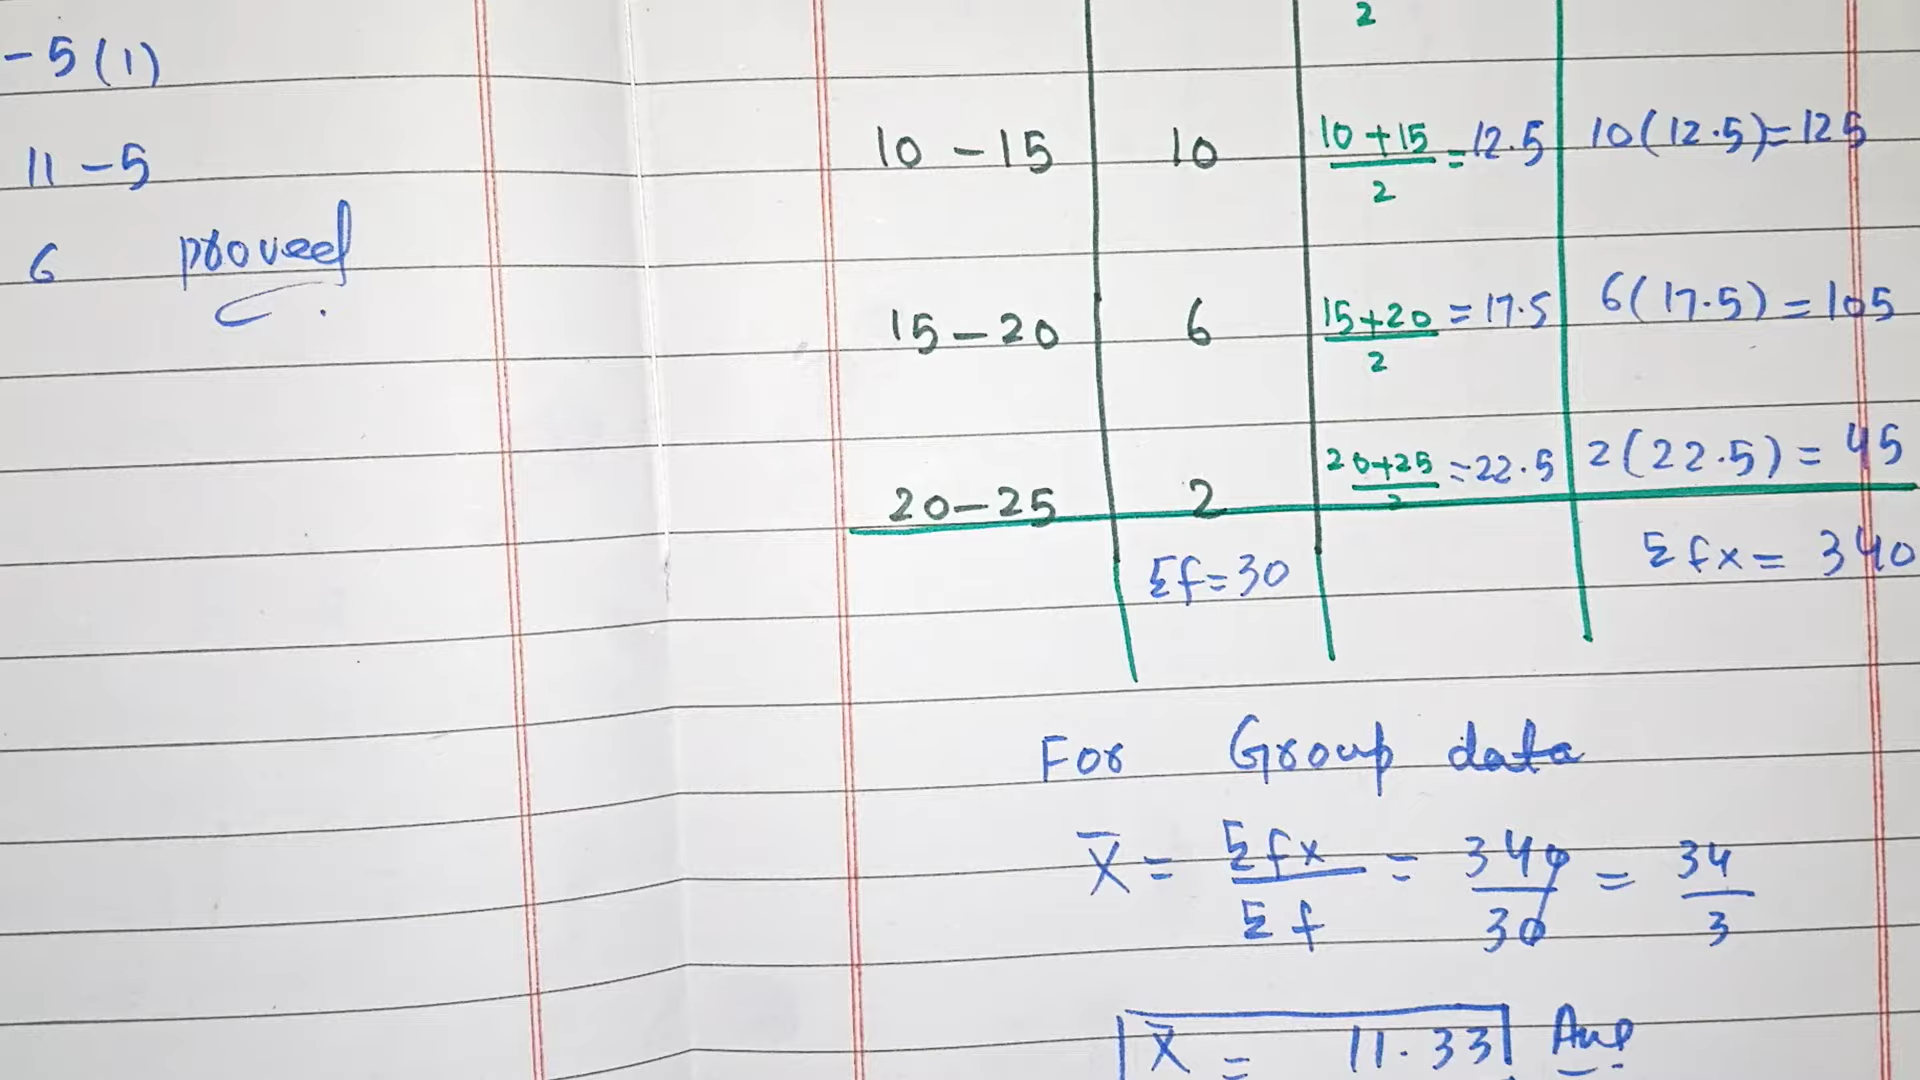 - 5 (1)
11 - 5
6 proveed
2
10 - 15 10 10 + 15 / 2 = 12.5 10(12.5) = 125
15 - 20 6 15+20 / 2 = 17.5 6(17.5) = 105
20 - 25 2 20+25 / 2 = 22.5 2(22.5) = 45
Σf = 30 Σfx = 340
For Group data
X̄ = Σfx / Σf = 340 / 30 = 34 / 3
X̄ = 11.33 Ans